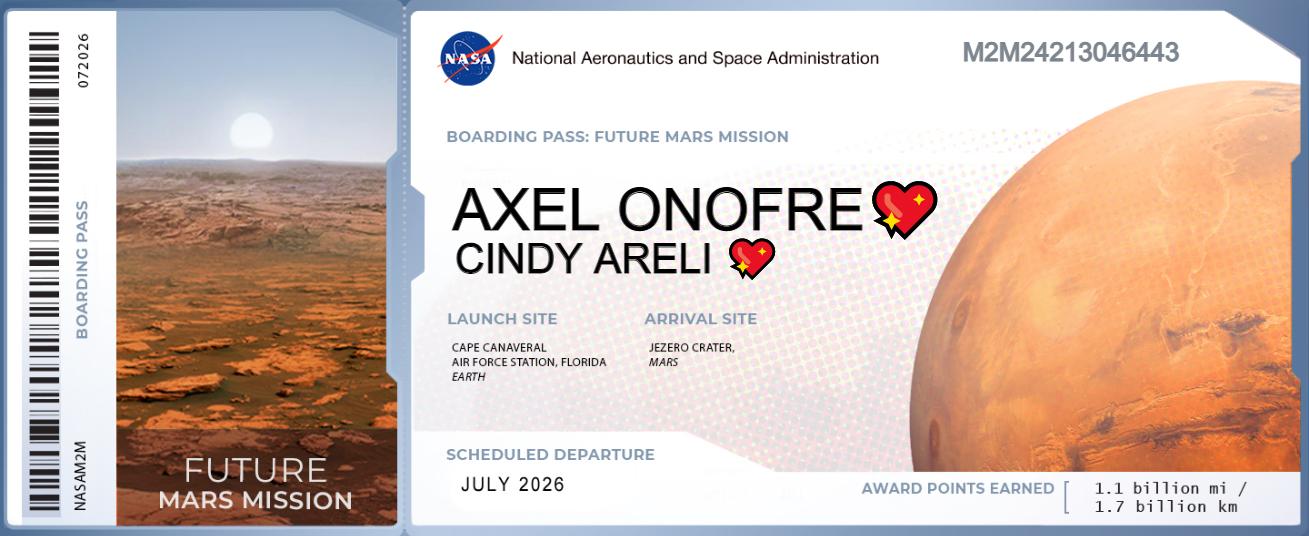 072026
BOARDING PASS
NASAM2M
FUTURE
MARS MISSION
NASA
National Aeronautics and Space Administration
M2M24213046443
BOARDING PASS: FUTURE MARS MISSION
AXEL ONOFRE
CINDY ARELI
LAUNCH SITE
CAPE CANAVERAL
AIR FORCE STATION, FLORIDA
EARTH
ARRIVAL SITE
JEZERO CRATER,
MARS
SCHEDULED DEPARTURE
JULY 2026
AWARD POINTS EARNED
1.1 billion mi /
1.7 billion km